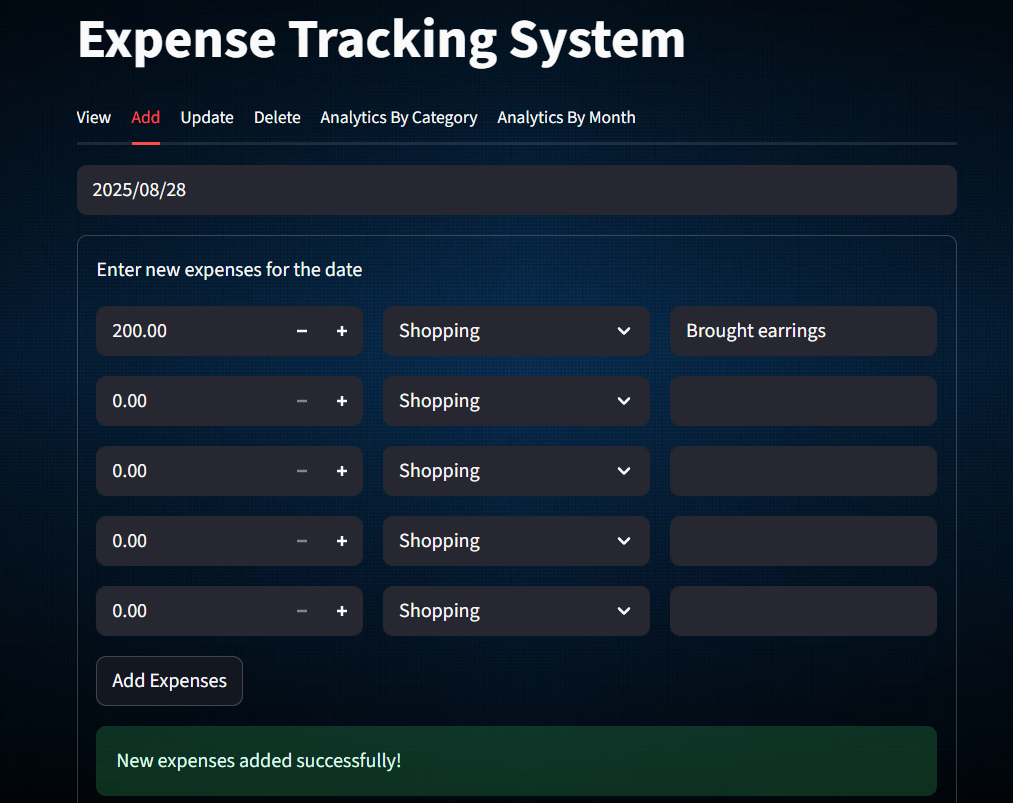 Expense Tracking System
View Add Update Delete Analytics By Category Analytics By Month
2025/08/28
Enter new expenses for the date
200.00 Shopping Brought earrings
0.00 Shopping
0.00 Shopping
0.00 Shopping
0.00 Shopping
Add Expenses
New expenses added successfully!